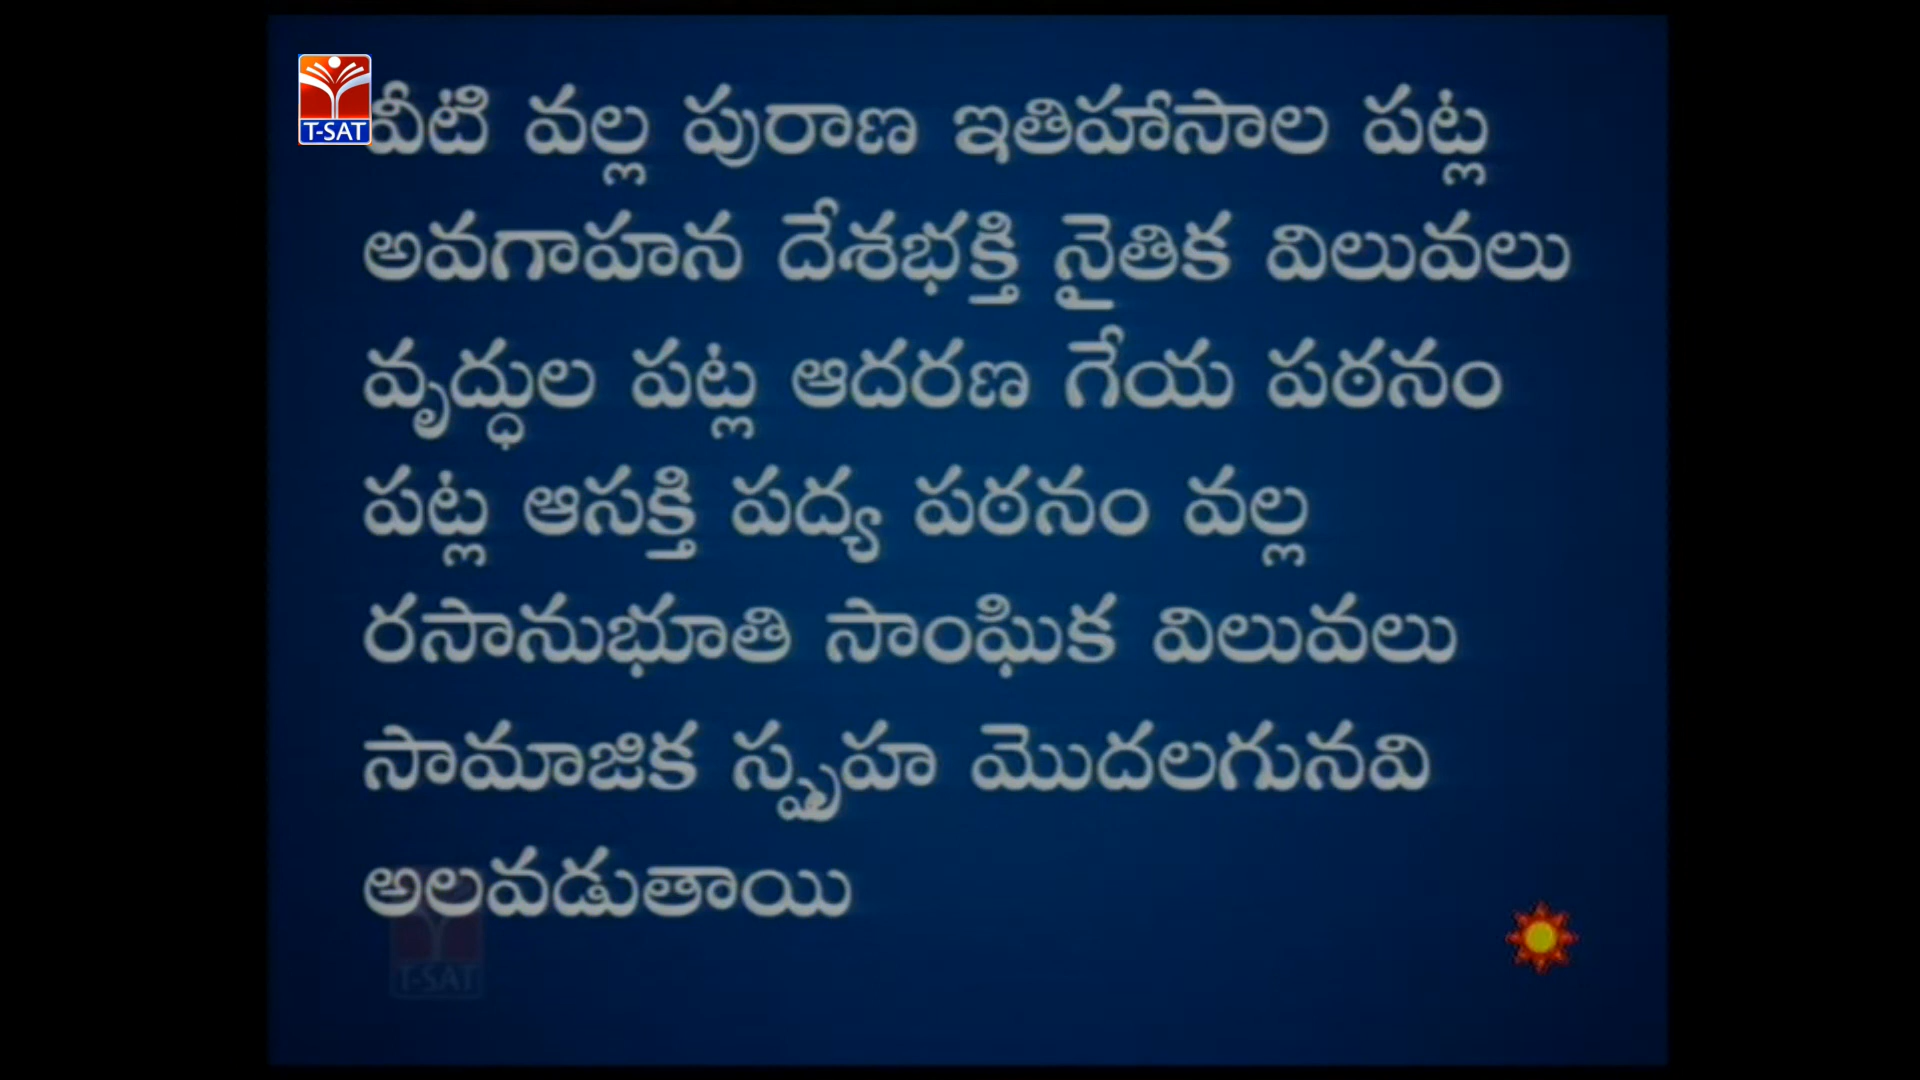 T-SAT
వీటి వల్ల పురాణ ఇతిహాసాల పట్ల
అవగాహన దేశభక్తి నైతిక విలువలు
వృద్ధుల పట్ల ఆదరణ గేయ పఠనం
పట్ల ఆసక్తి పద్య పఠనం వల్ల
రసానుభూతి సాంఘిక విలువలు
సామాజిక స్పృహ మొదలగునవి
అలవడుతాయి
T-SAT